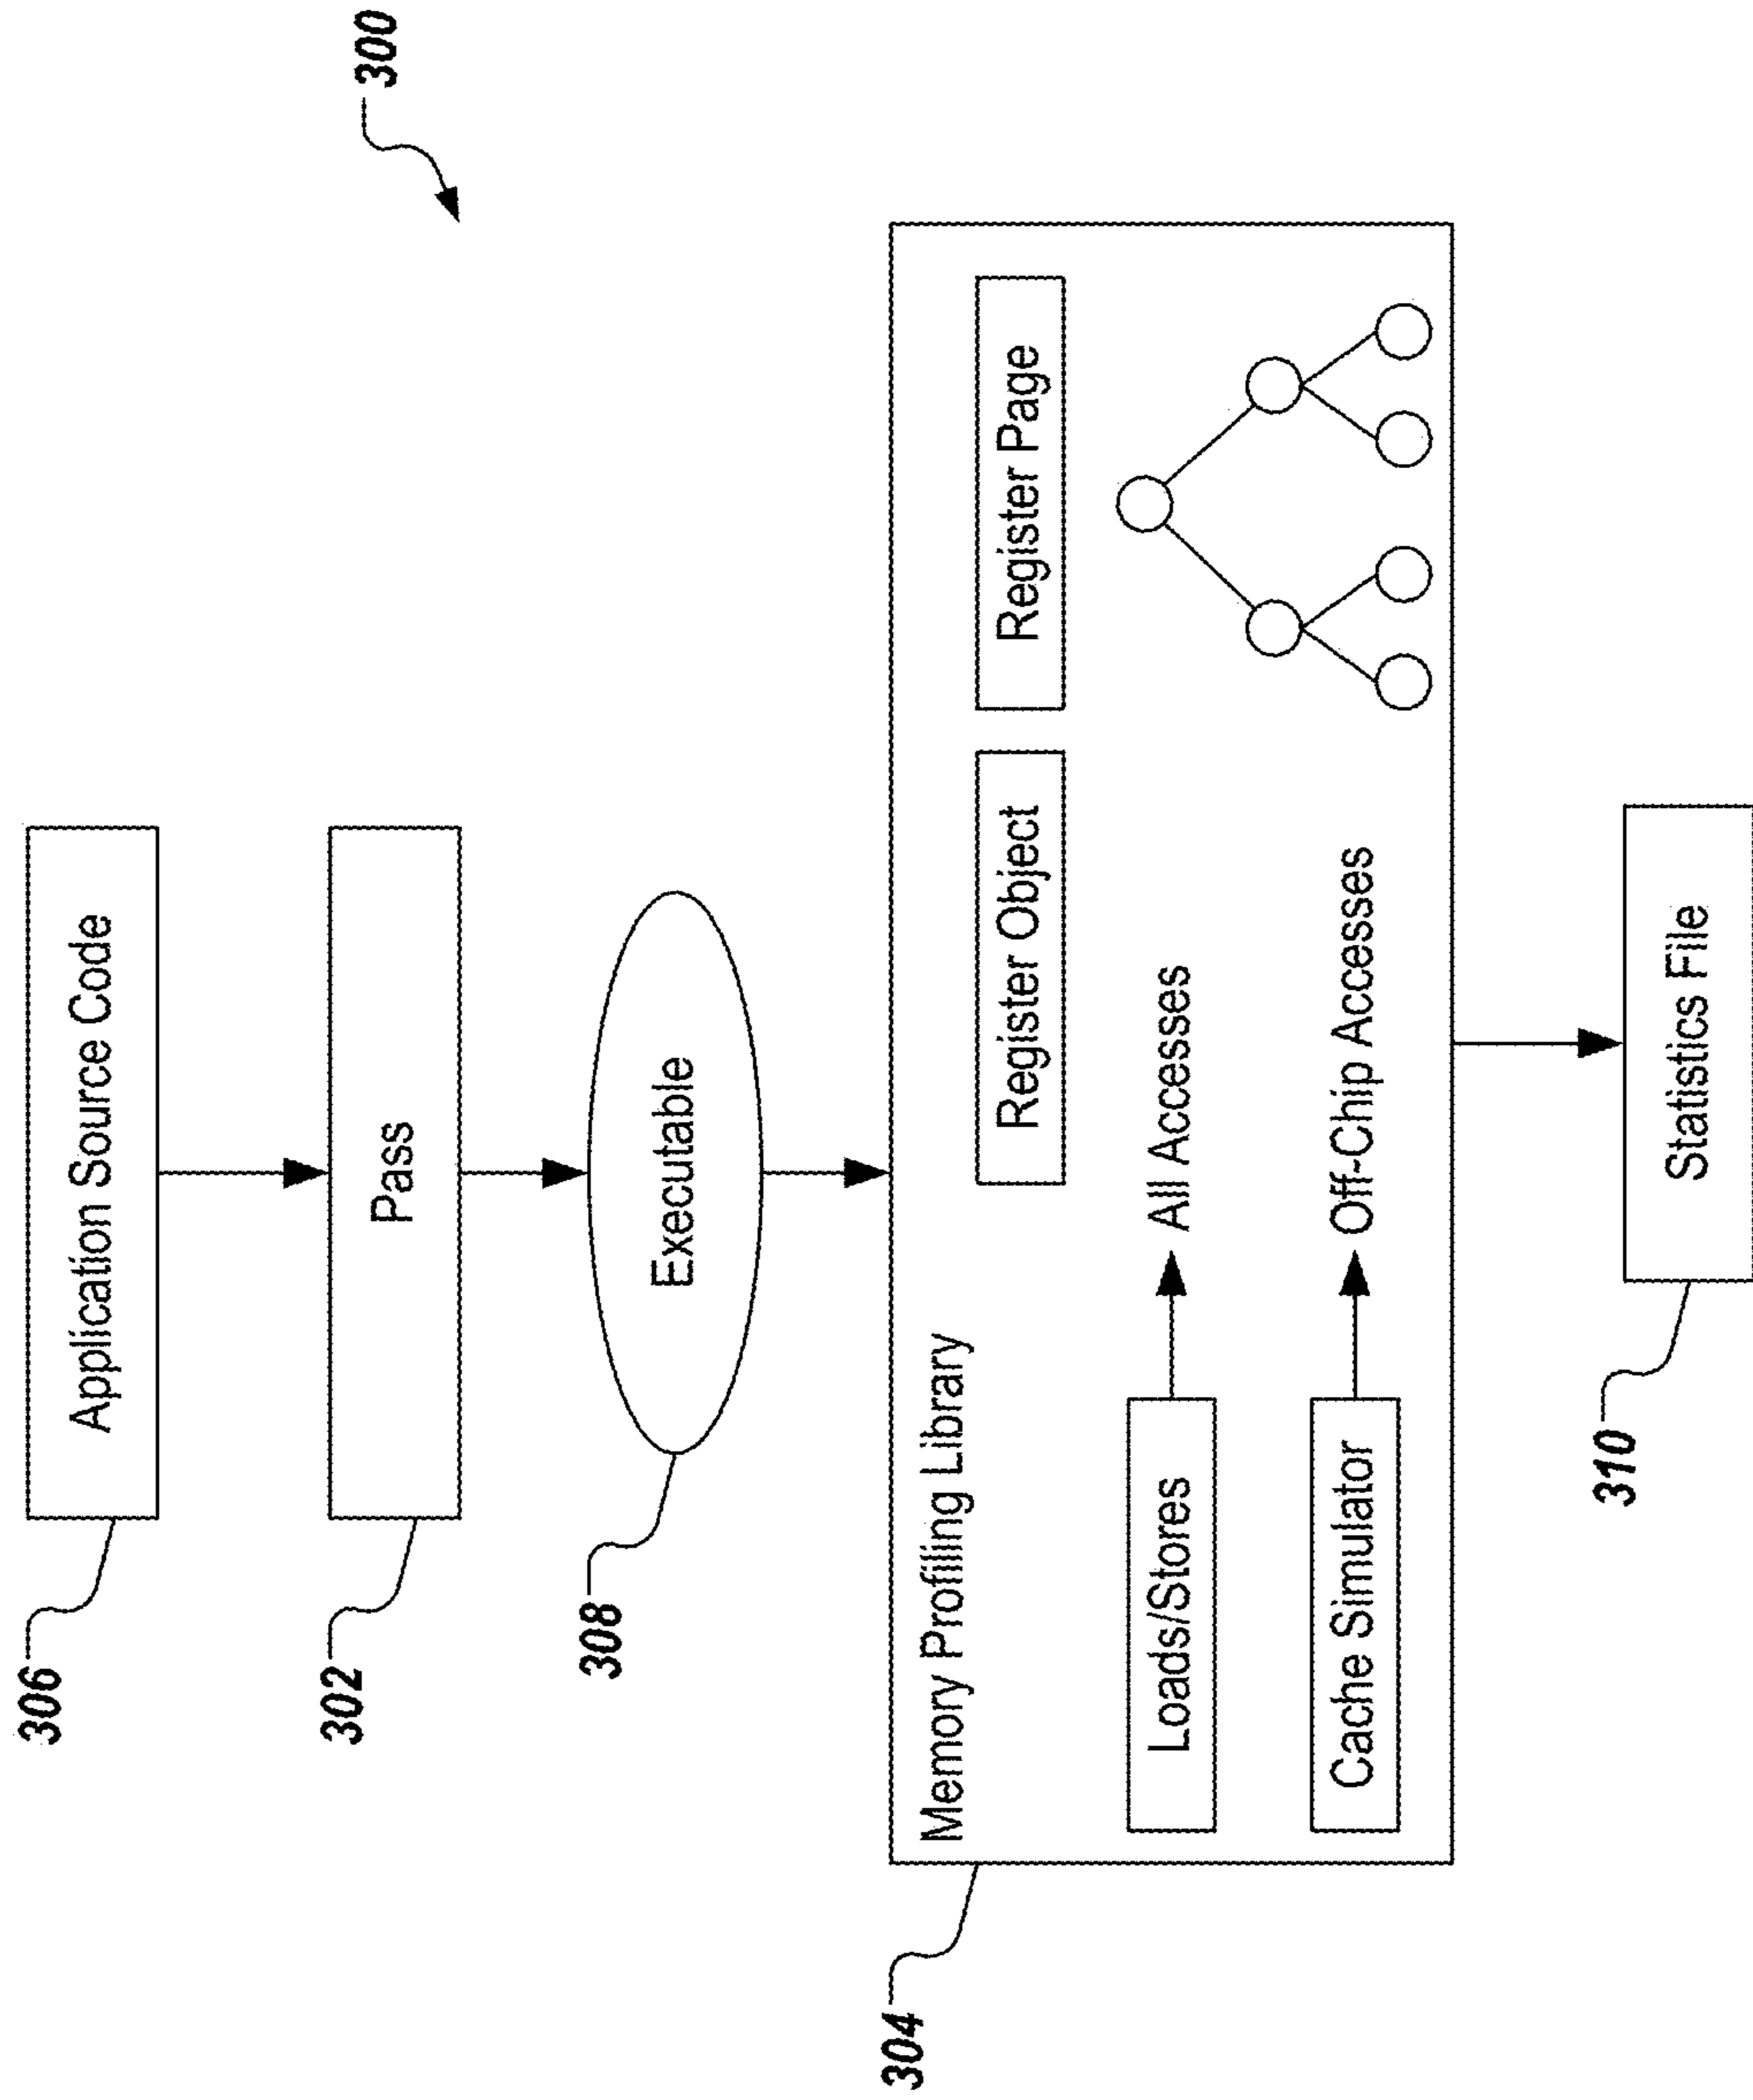 300
306
Application Source Code
302
Pass
308
Executable
304
Memory Profiling Library
Register Object
Register Page
Loads/Stores
All Accesses
Cache Simulator
Off-Chip Accesses
310
Statistics File